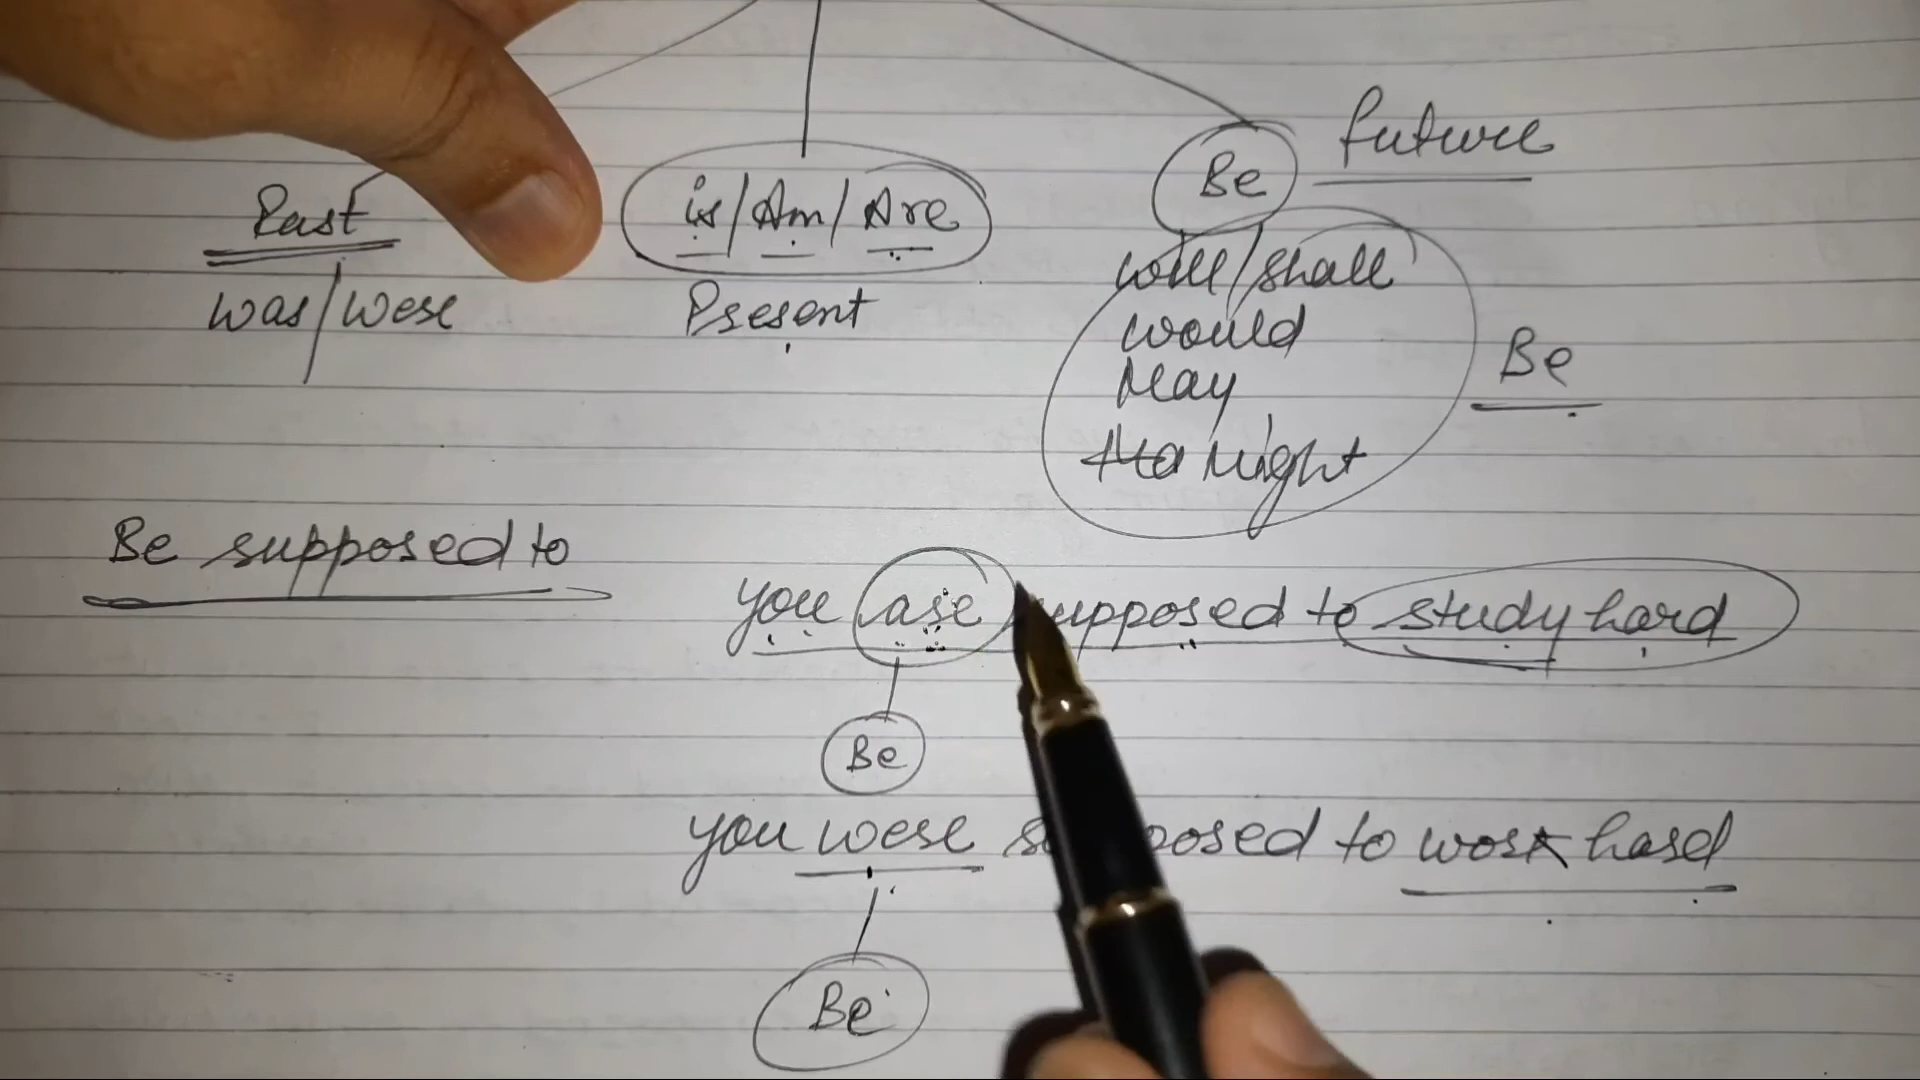 Past
was/were
is/Am/Are
Present
Be future
will/shall
would
May
Might
Be
Be supposed to
you are supposed to study hard
Be
you were supposed to work hard
Be